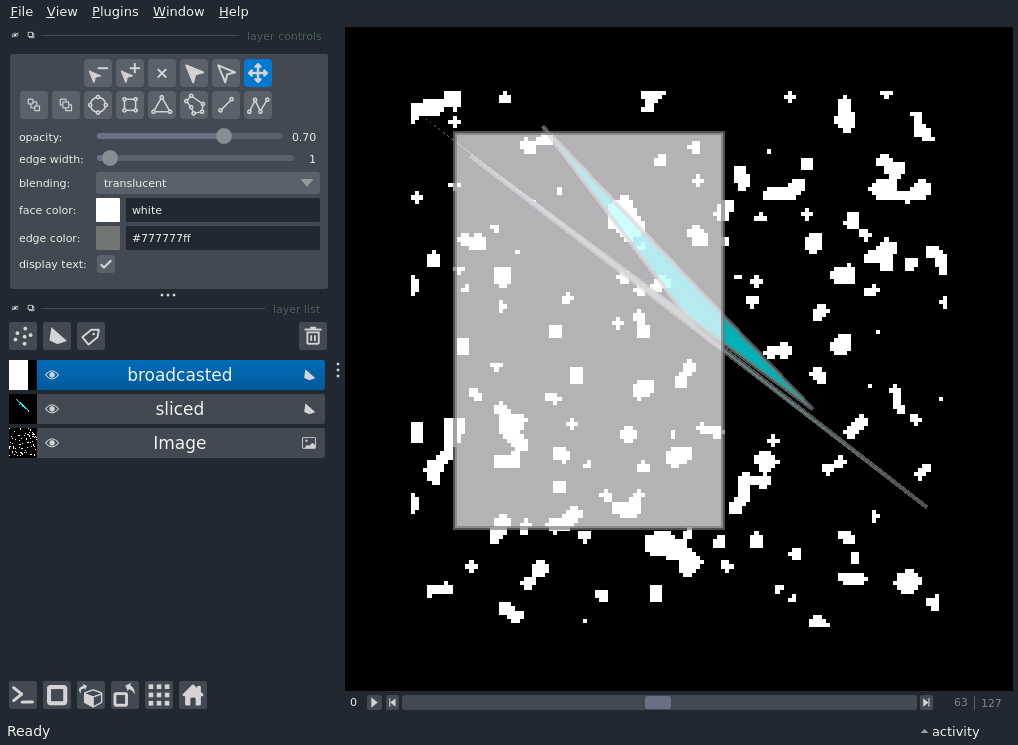 File View Plugins Window Help
layer controls
opacity: 0.70
edge width: 1
blending: translucent
face color: white
edge color: #777777ff
display text:
layer list
broadcasted
sliced
Image
0 63 | 127
Ready
activity